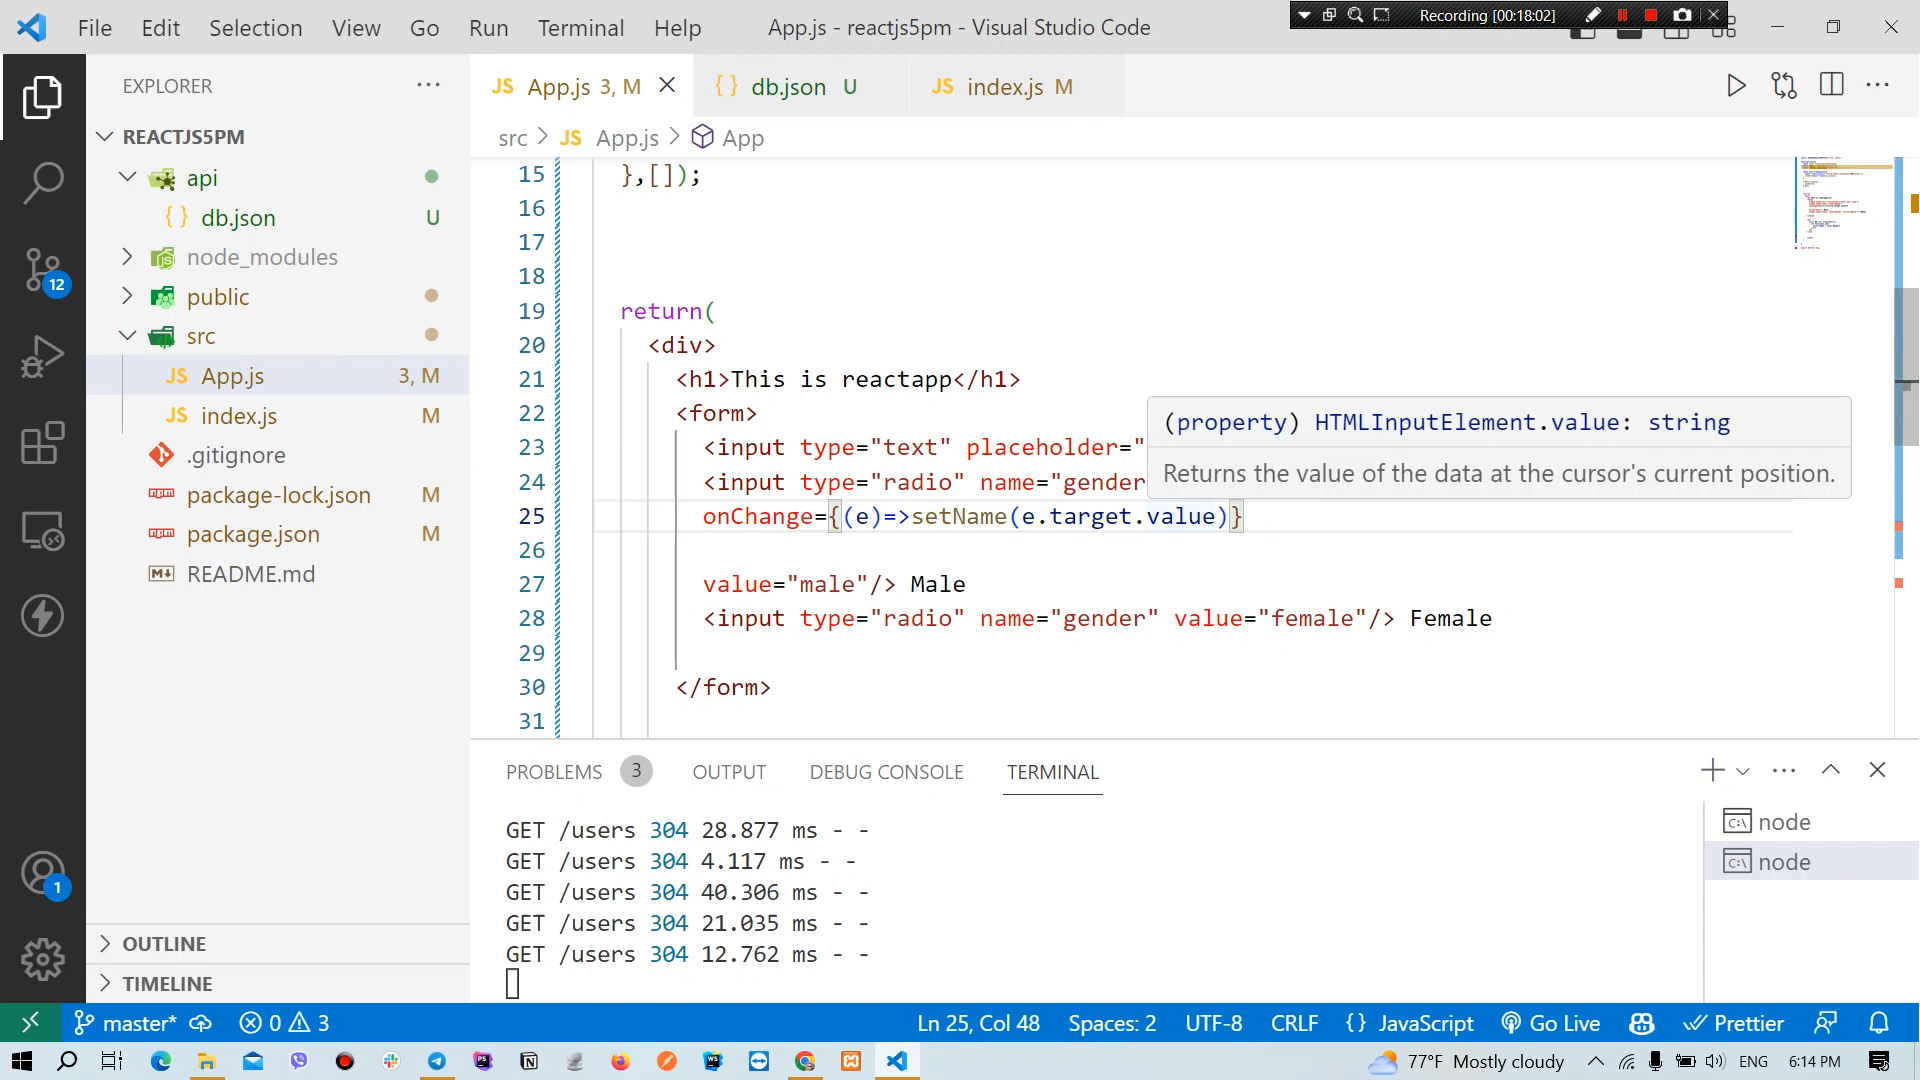 File Edit Selection View Go Run Terminal Help
App.js - reactjs5pm - Visual Studio Code
Recording [00:18:02]
EXPLORER
REACTJS5PM
api
{} db.json U
node_modules
public
src
JS App.js 3, M
JS index.js M
.gitignore
package-lock.json M
package.json M
README.md
OUTLINE
TIMELINE
12
1
JS App.js 3, M
{} db.json U
JS index.js M
src > JS App.js > App
15 },[]);
16
17
18
19 return(
20 <div>
21 <h1>This is reactapp</h1>
22 <form>
23 <input type="text" placeholder="
24 <input type="radio" name="gender
25 onChange={(e)=>setName(e.target.value)}
26
27 value="male"/> Male
28 <input type="radio" name="gender" value="female"/> Female
29
30 </form>
31
(property) HTMLInputElement.value: string
Returns the value of the data at the cursor's current position.
PROBLEMS 3 OUTPUT DEBUG CONSOLE TERMINAL
GET /users 304 28.877 ms - -
GET /users 304 4.117 ms - -
GET /users 304 40.306 ms - -
GET /users 304 21.035 ms - -
GET /users 304 12.762 ms - -
node
node
master* 0 3
Ln 25, Col 48 Spaces: 2 UTF-8 CRLF {} JavaScript Go Live Prettier
77°F Mostly cloudy ENG 6:14 PM